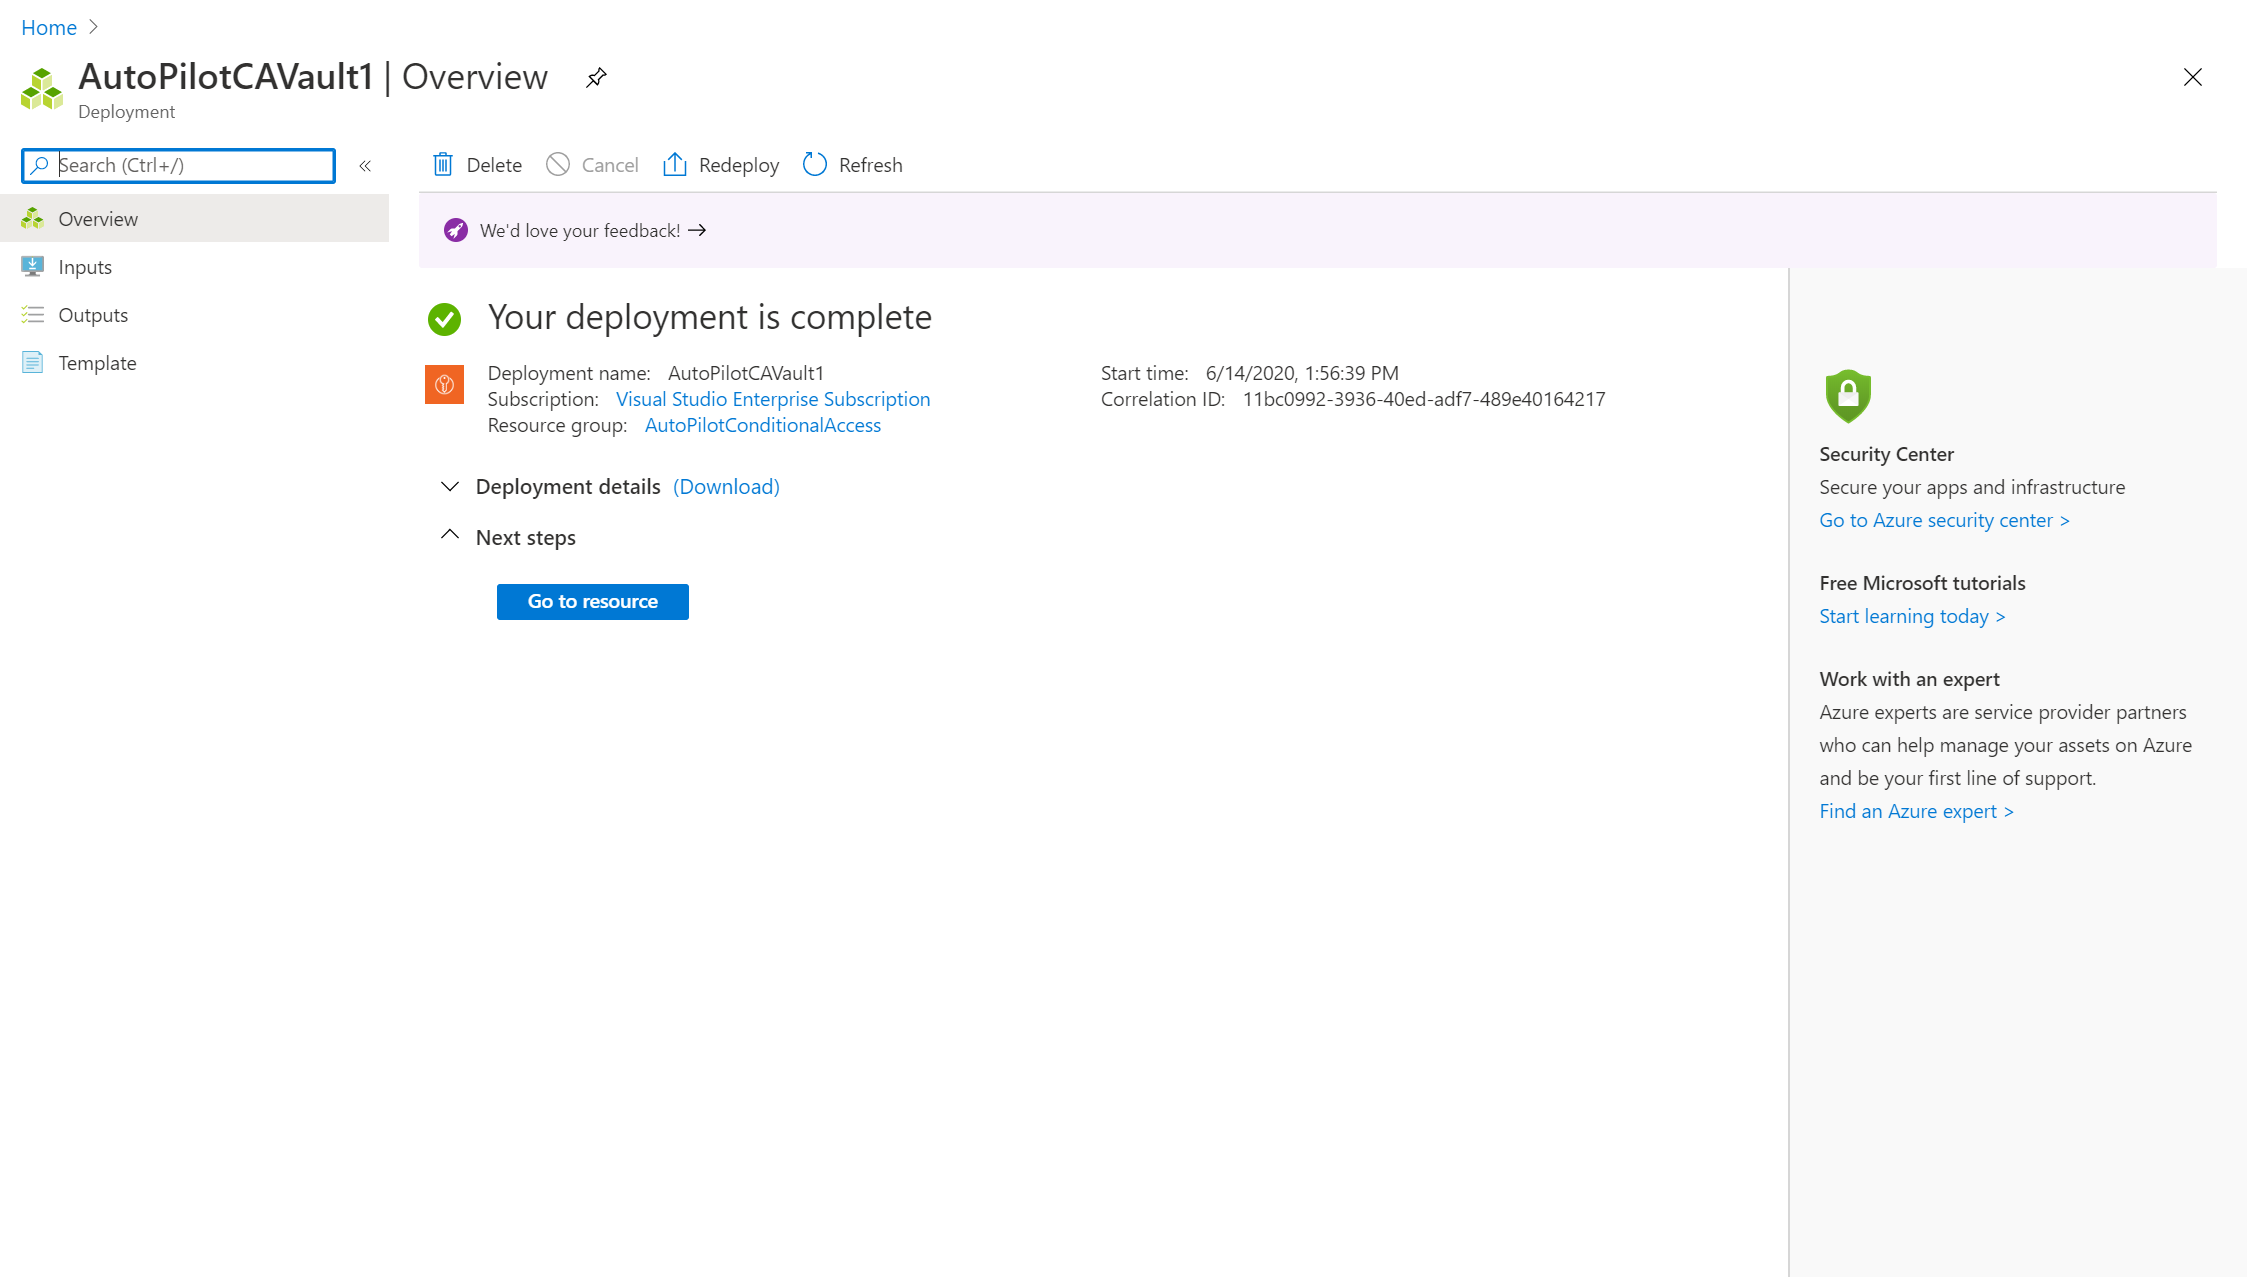 Home
AutoPilotCAVault1 | Overview
Deployment
Search (Ctrl+/)
Delete
Cancel
Redeploy
Refresh
Overview
Inputs
Outputs
Template
We'd love your feedback! →
Your deployment is complete
Deployment name: AutoPilotCAVault1
Subscription: Visual Studio Enterprise Subscription
Resource group: AutoPilotConditionalAccess
Start time: 6/14/2020, 1:56:39 PM
Correlation ID: 11bc0992-3936-40ed-adf7-489e40164217
Deployment details (Download)
Next steps
Go to resource
Security Center
Secure your apps and infrastructure
Go to Azure security center >
Free Microsoft tutorials
Start learning today >
Work with an expert
Azure experts are service provider partners
who can help manage your assets on Azure
and be your first line of support.
Find an Azure expert >